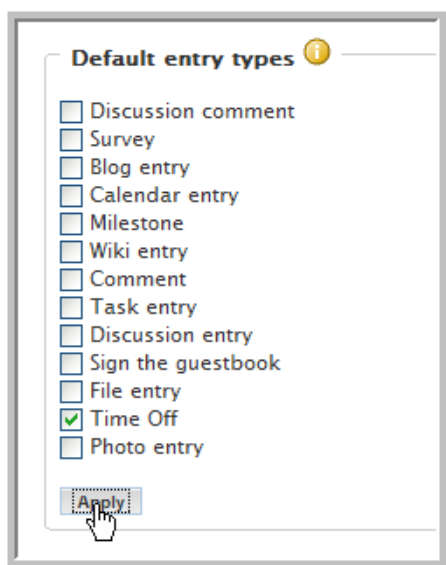 Default entry types
Discussion comment
Survey
Blog entry
Calendar entry
Milestone
Wiki entry
Comment
Task entry
Discussion entry
Sign the guestbook
File entry
Time Off
Photo entry
Apply